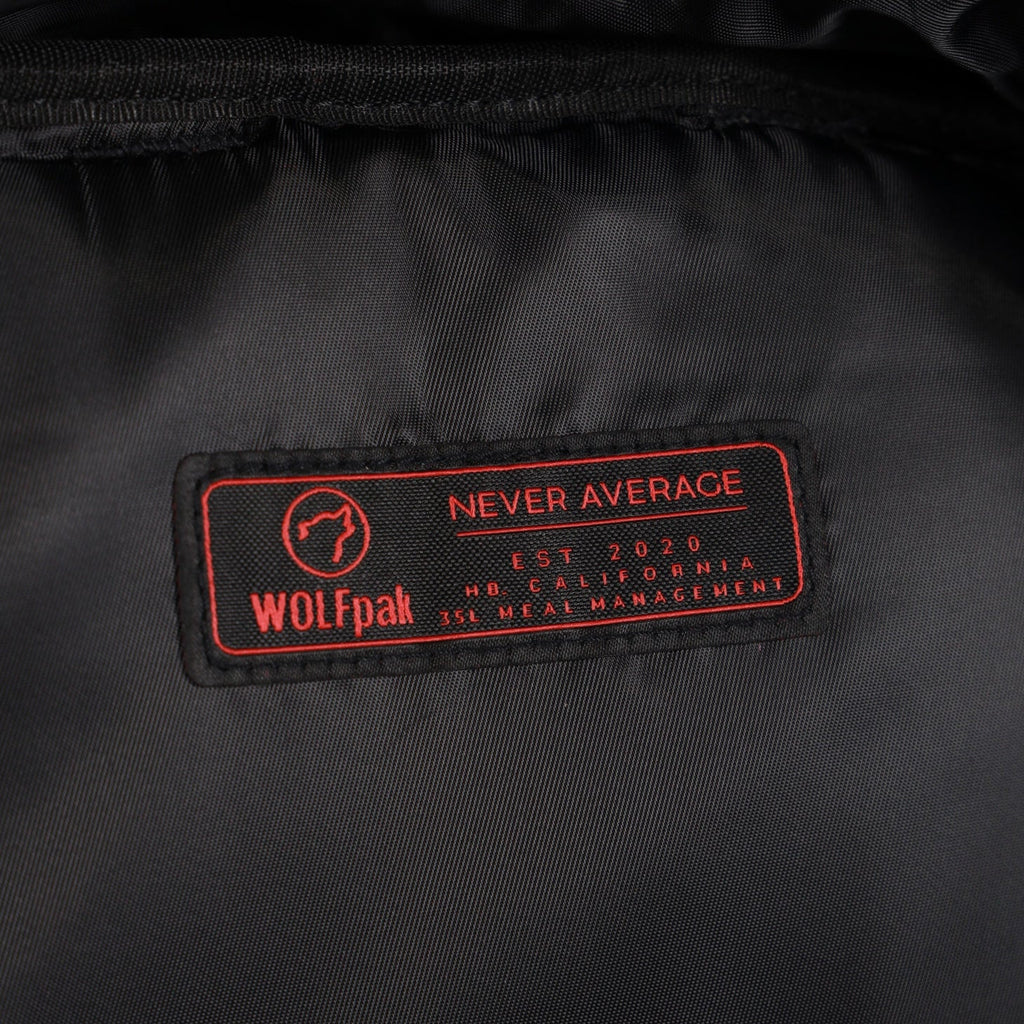 WOLFpak
NEVER AVERAGE
EST 2020
HB. CALIFORNIA
35L MEAL MANAGEMENT